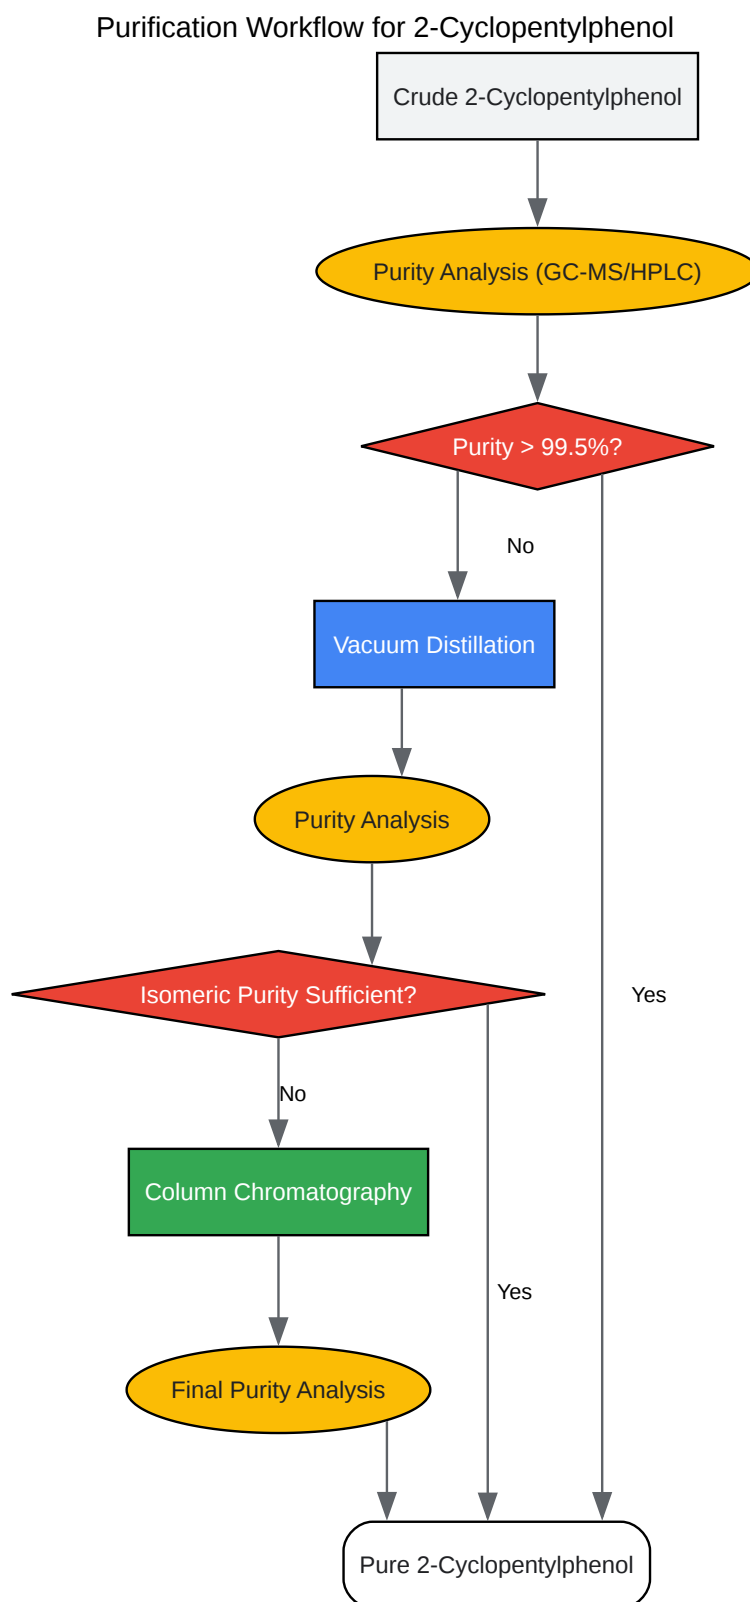 Purification Workflow for 2-Cyclopentylphenol
Crude 2-Cyclopentylphenol
Purity Analysis (GC-MS/HPLC)
Purity > 99.5%?
No
Vacuum Distillation
Purity Analysis
Isomeric Purity Sufficient?
Yes
No
Column Chromatography
Yes
Final Purity Analysis
Pure 2-Cyclopentylphenol